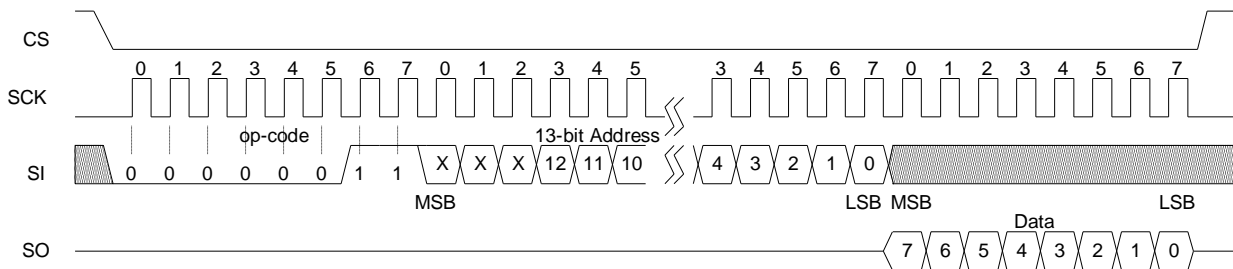 CS
0 1 2 3 4 5 6 7 0 1 2 3 4 5 3 4 5 6 7 0 1 2 3 4 5 6 7
SCK
op-code 13-bit Address
SI 0 0 0 0 0 0 1 1 X X X 12 11 10 4 3 2 1 0
MSB LSB MSB LSB
Data
SO 7 6 5 4 3 2 1 0